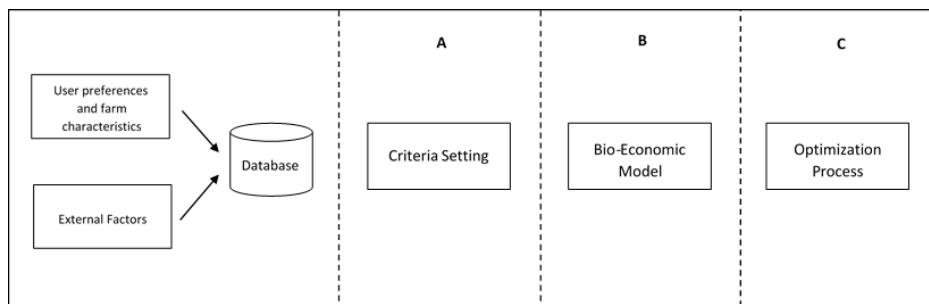 A
B
C
User preferences
and farm
characteristics
Database
External Factors
Criteria Setting
Bio-Economic
Model
Optimization
Process